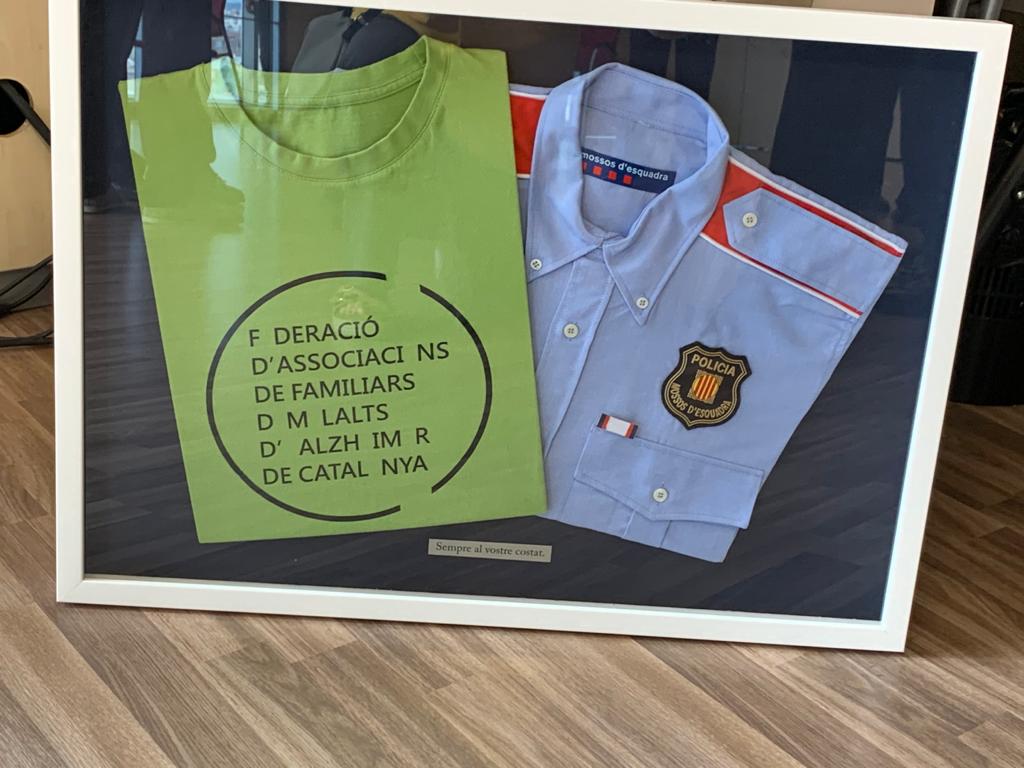 F DERACIÓ
D'ASSOCIACI NS
DE FAMILIARS
D M LALTS
D' ALZH IM R
DE CATAL NYA
mossos d'esquadra
POLICIA
MOSSOS D'ESQUADRA
Sempre al vostre costat.